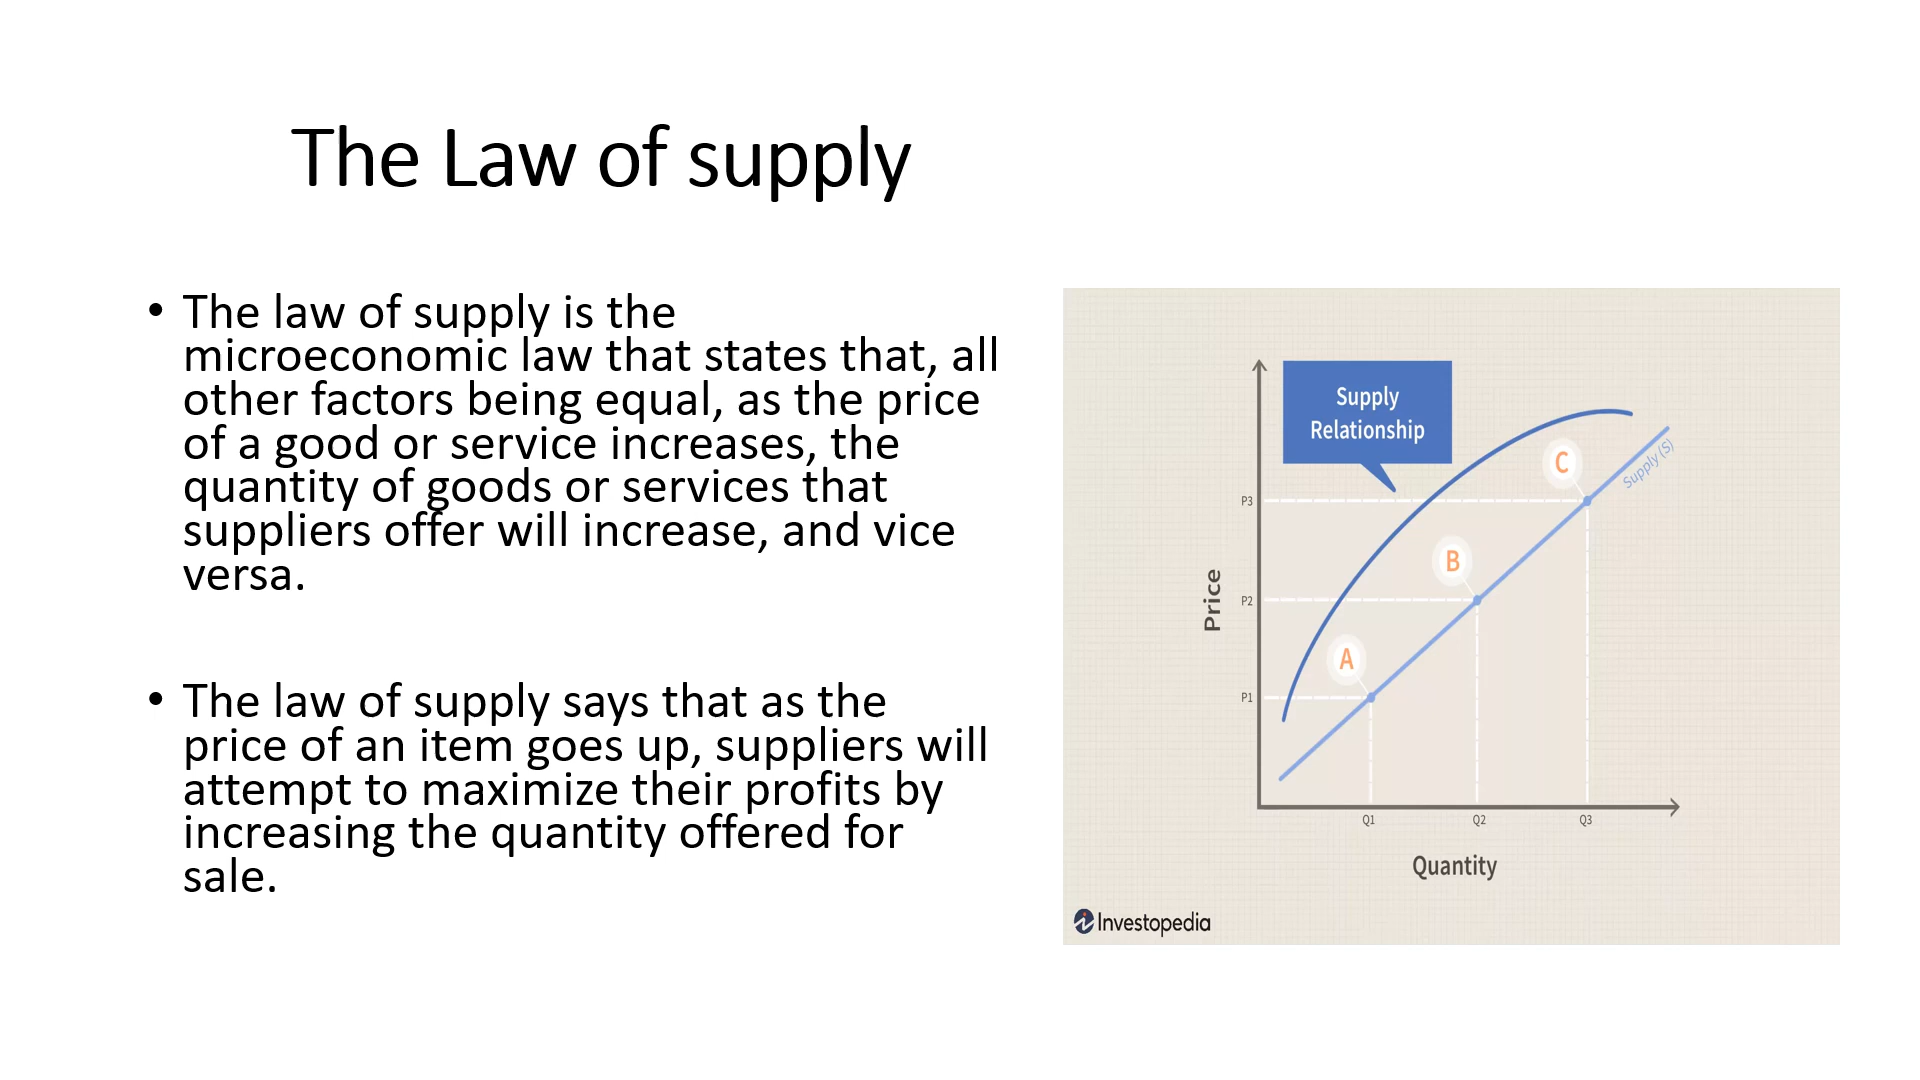 The Law of supply
• The law of supply is the
microeconomic law that states that, all
other factors being equal, as the price
of a good or service increases, the
quantity of goods or services that
suppliers offer will increase, and vice
versa.
• The law of supply says that as the
price of an item goes up, suppliers will
attempt to maximize their profits by
increasing the quantity offered for
sale.
Supply
Relationship
C
Supply (S)
P3
B
P2
Price
A
P1
Q1 Q2 Q3
Quantity
Investopedia